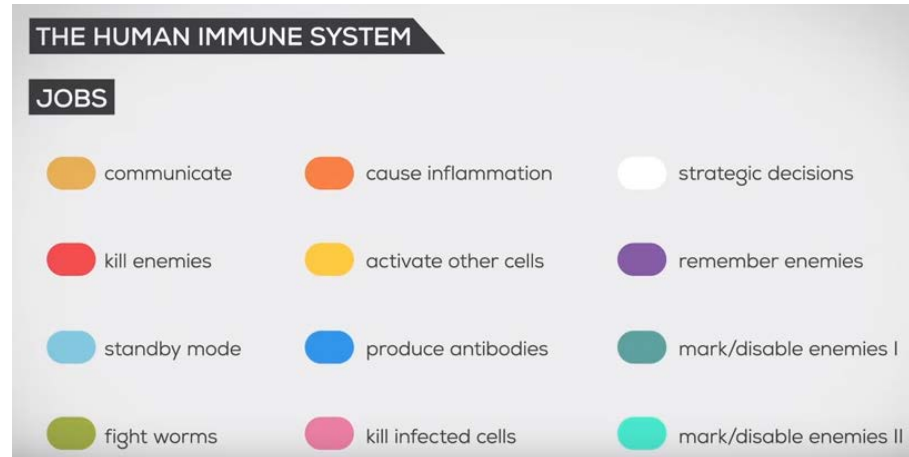 THE HUMAN IMMUNE SYSTEM
JOBS
communicate
cause inflammation
strategic decisions
kill enemies
activate other cells
remember enemies
standby mode
produce antibodies
mark/disable enemies I
fight worms
kill infected cells
mark/disable enemies II